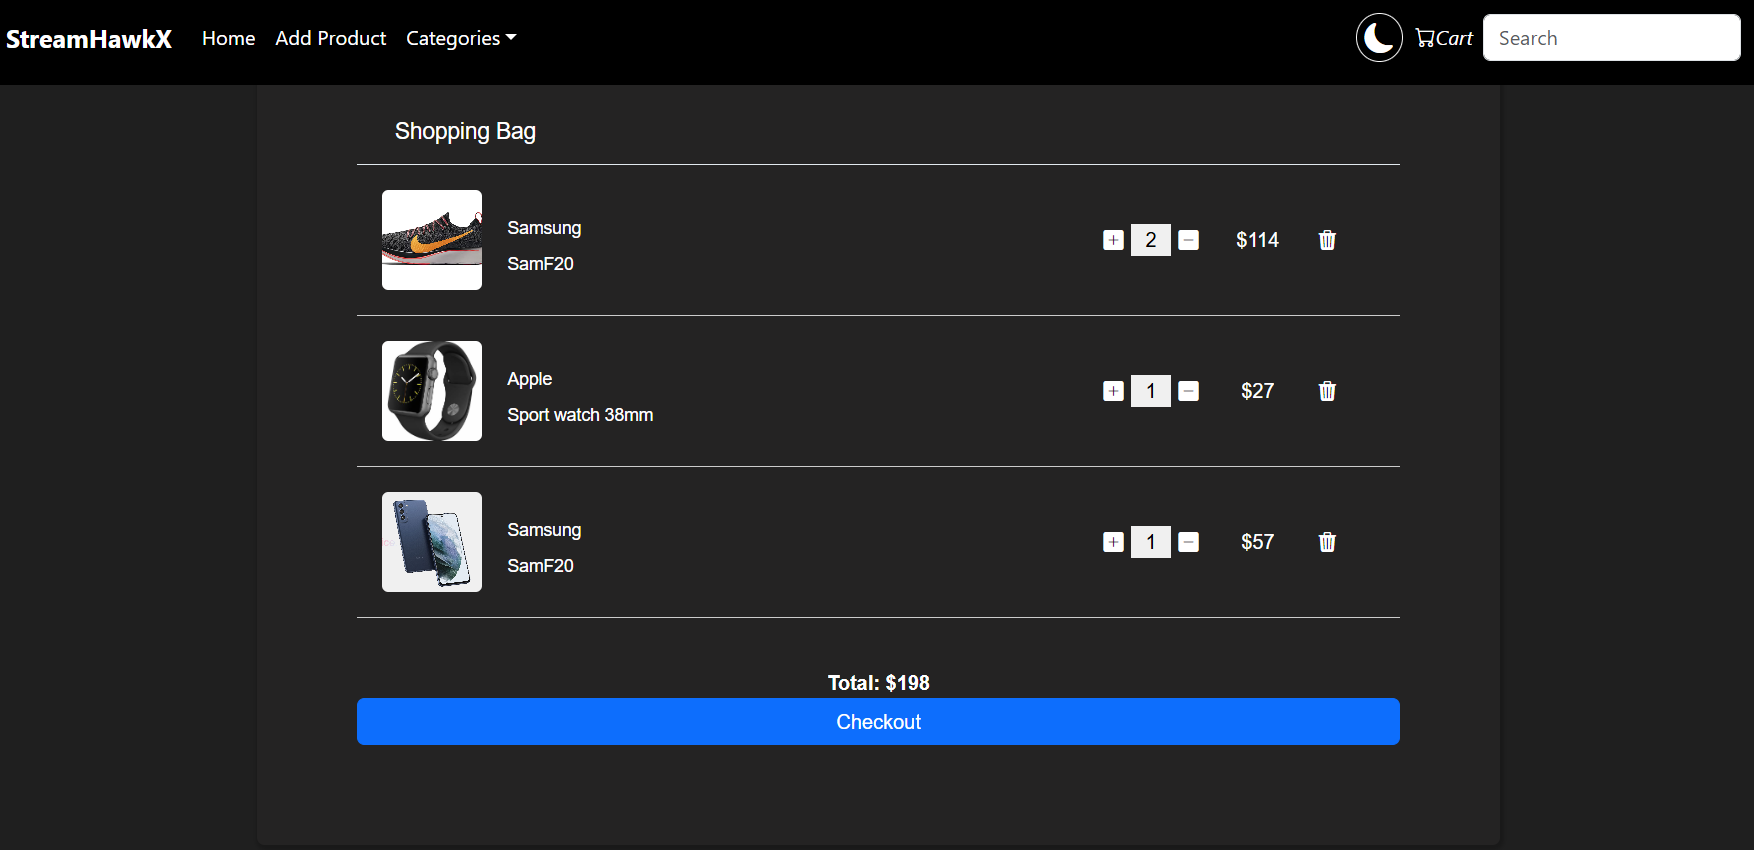 StreamHawkX Home Add Product Categories Cart Search
Shopping Bag
Samsung
SamF20
2 $114
Apple
Sport watch 38mm
1 $27
Samsung
SamF20
1 $57
Total: $198
Checkout